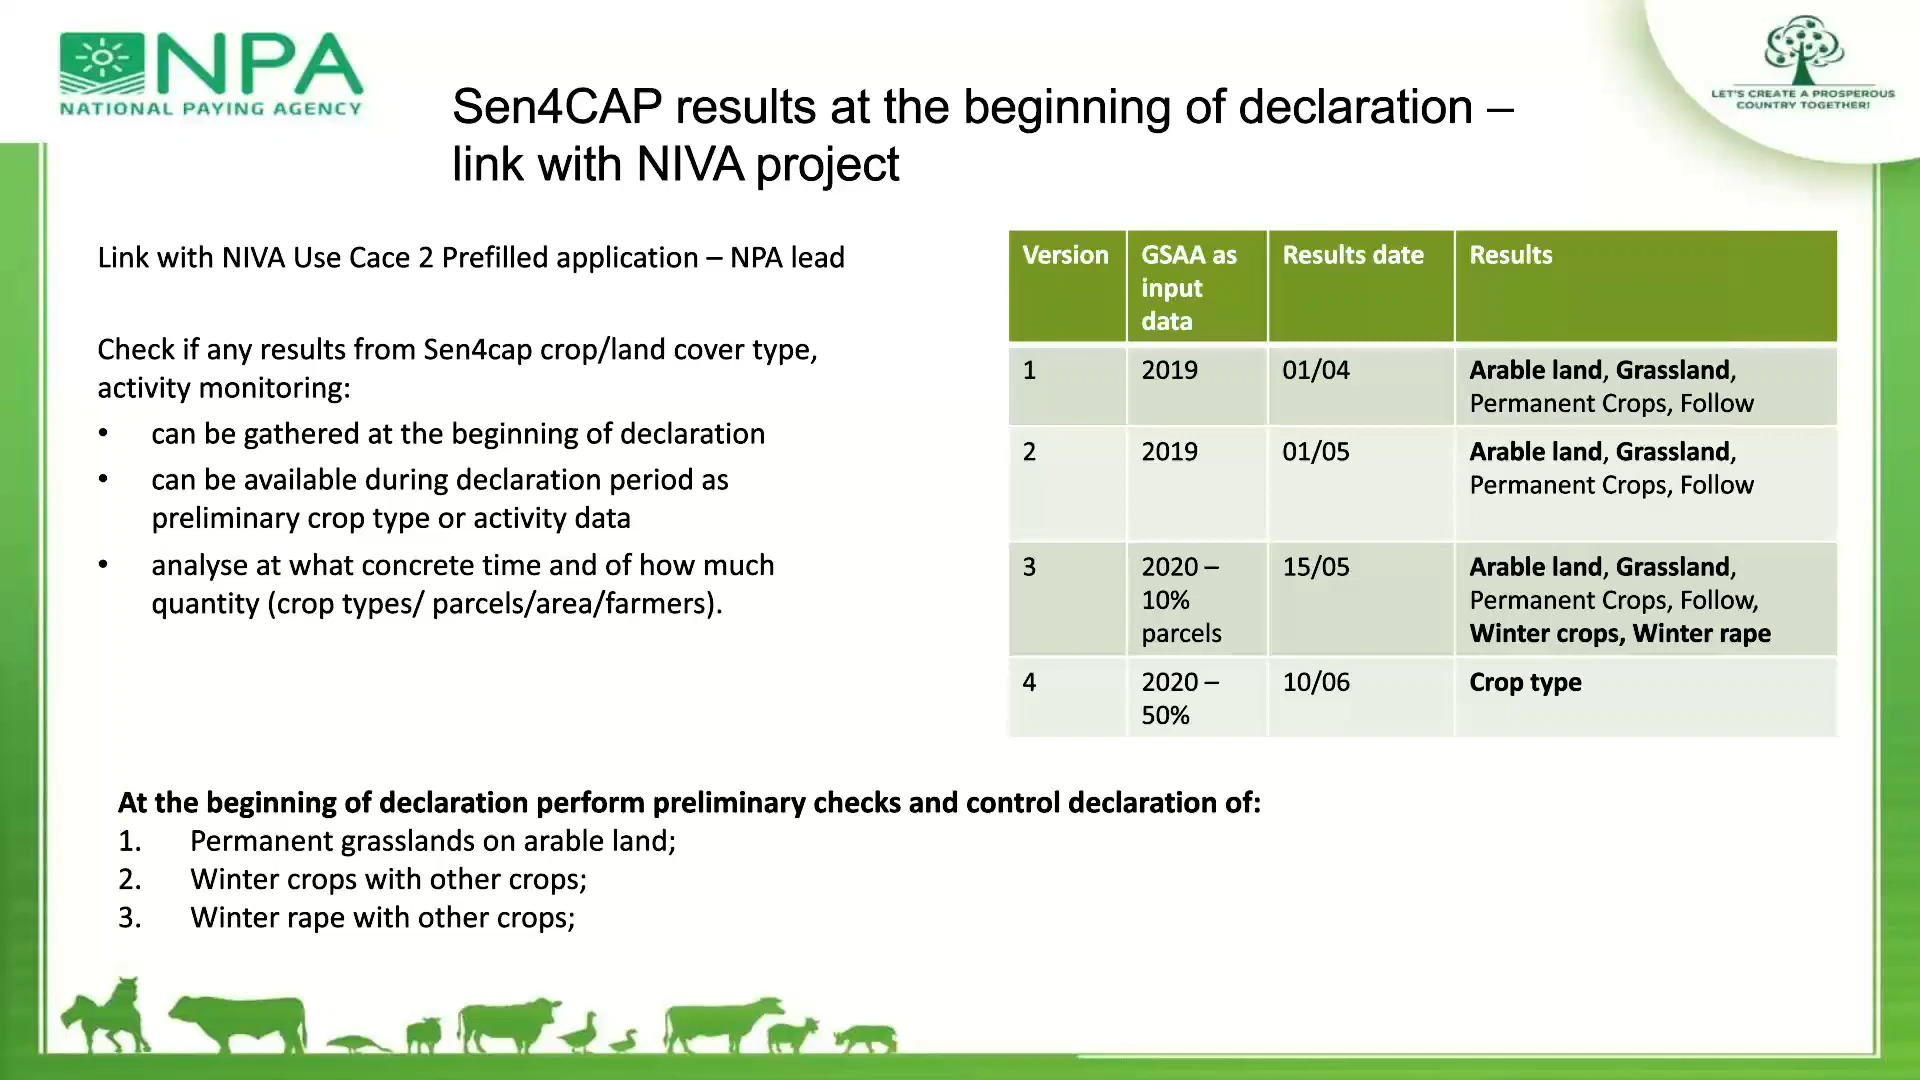 NPA
NATIONAL PAYING AGENCY
LET'S CREATE A PROSPEROUS
COUNTRY TOGETHER!
Sen4CAP results at the beginning of declaration –
link with NIVA project
Link with NIVA Use Cace 2 Prefilled application – NPA lead
Check if any results from Sen4cap crop/land cover type,
activity monitoring:
• can be gathered at the beginning of declaration
• can be available during declaration period as
preliminary crop type or activity data
• analyse at what concrete time and of how much
quantity (crop types/ parcels/area/farmers).
Version GSAA as input data Results date Results
1 2019 01/04 Arable land, Grassland,
Permanent Crops, Follow
2 2019 01/05 Arable land, Grassland,
Permanent Crops, Follow
3 2020 – 15/05 Arable land, Grassland,
10% Permanent Crops, Follow,
parcels Winter crops, Winter rape
4 2020 – 10/06 Crop type
50%
At the beginning of declaration perform preliminary checks and control declaration of:
1. Permanent grasslands on arable land;
2. Winter crops with other crops;
3. Winter rape with other crops;